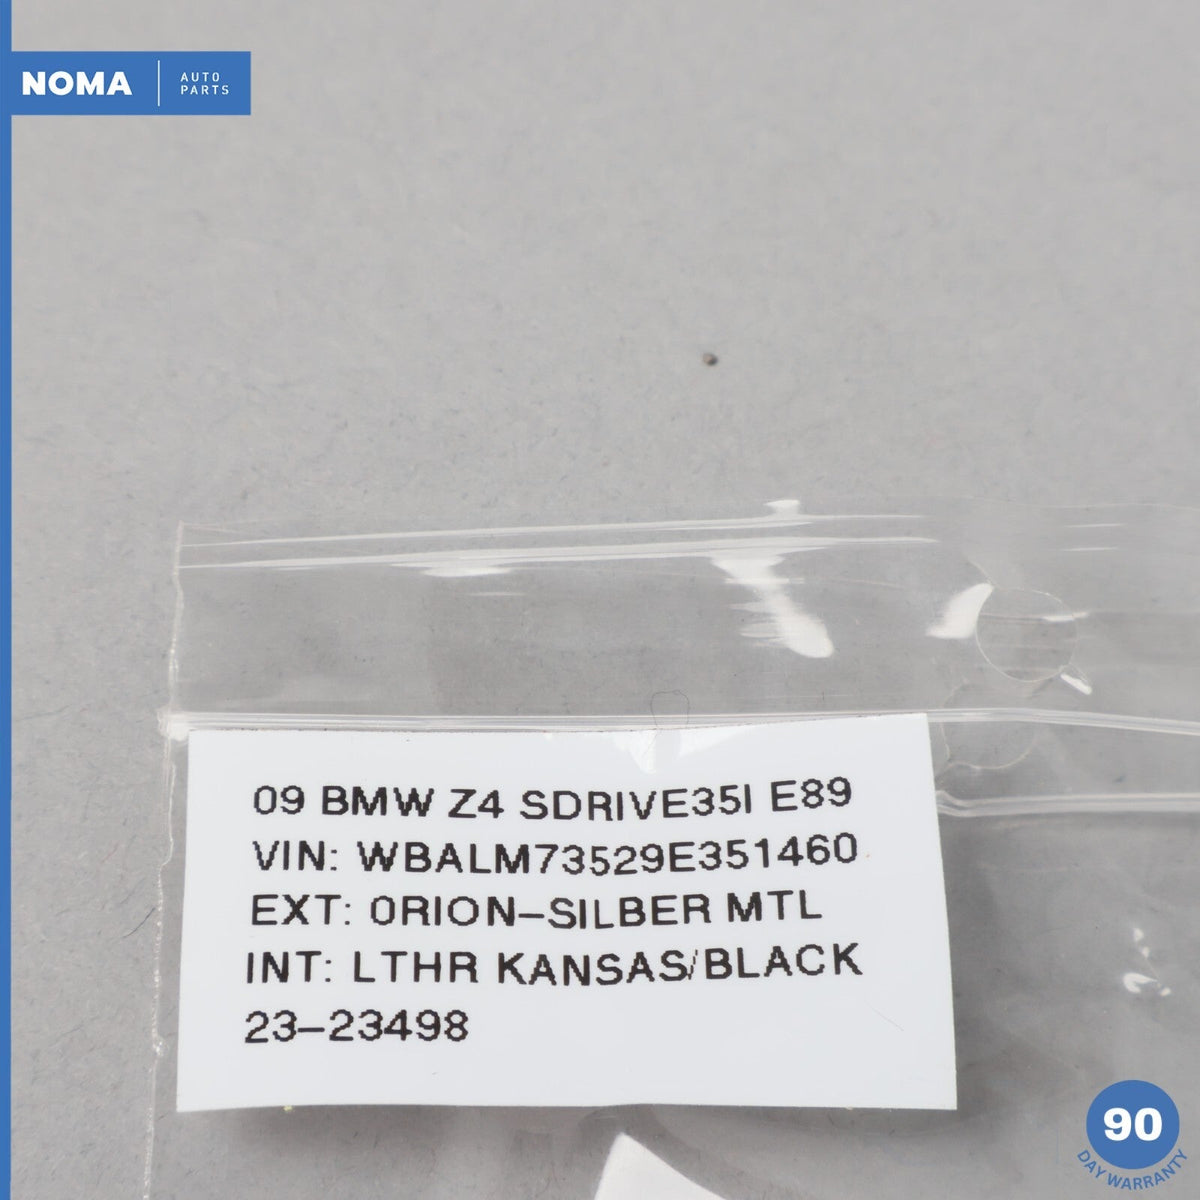 NOMA
AUTO
PARTS
09 BMW Z4 SDRIVE35I E89
VIN: WBALM73529E351460
EXT: ORION-SILBER MTL
INT: LTHR KANSAS/BLACK
23-23498
90
DAY WARRANTY